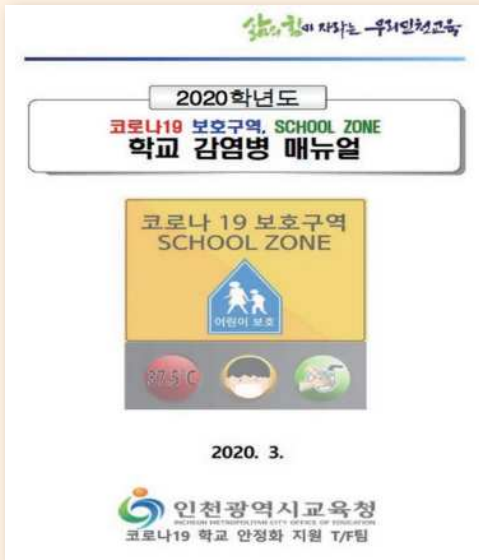 삶의 힘이 자라는 우리인천교육
2020학년도
코로나19 보호구역, SCHOOL ZONE
학교 감염병 매뉴얼
코로나 19 보호구역
SCHOOL ZONE
어린이 보호
37.5℃
2020. 3.
인천광역시교육청
INCHEON METROPOLITAN CITY OFFICE OF EDUCATION
코로나19 학교 안정화 지원 T/F팀